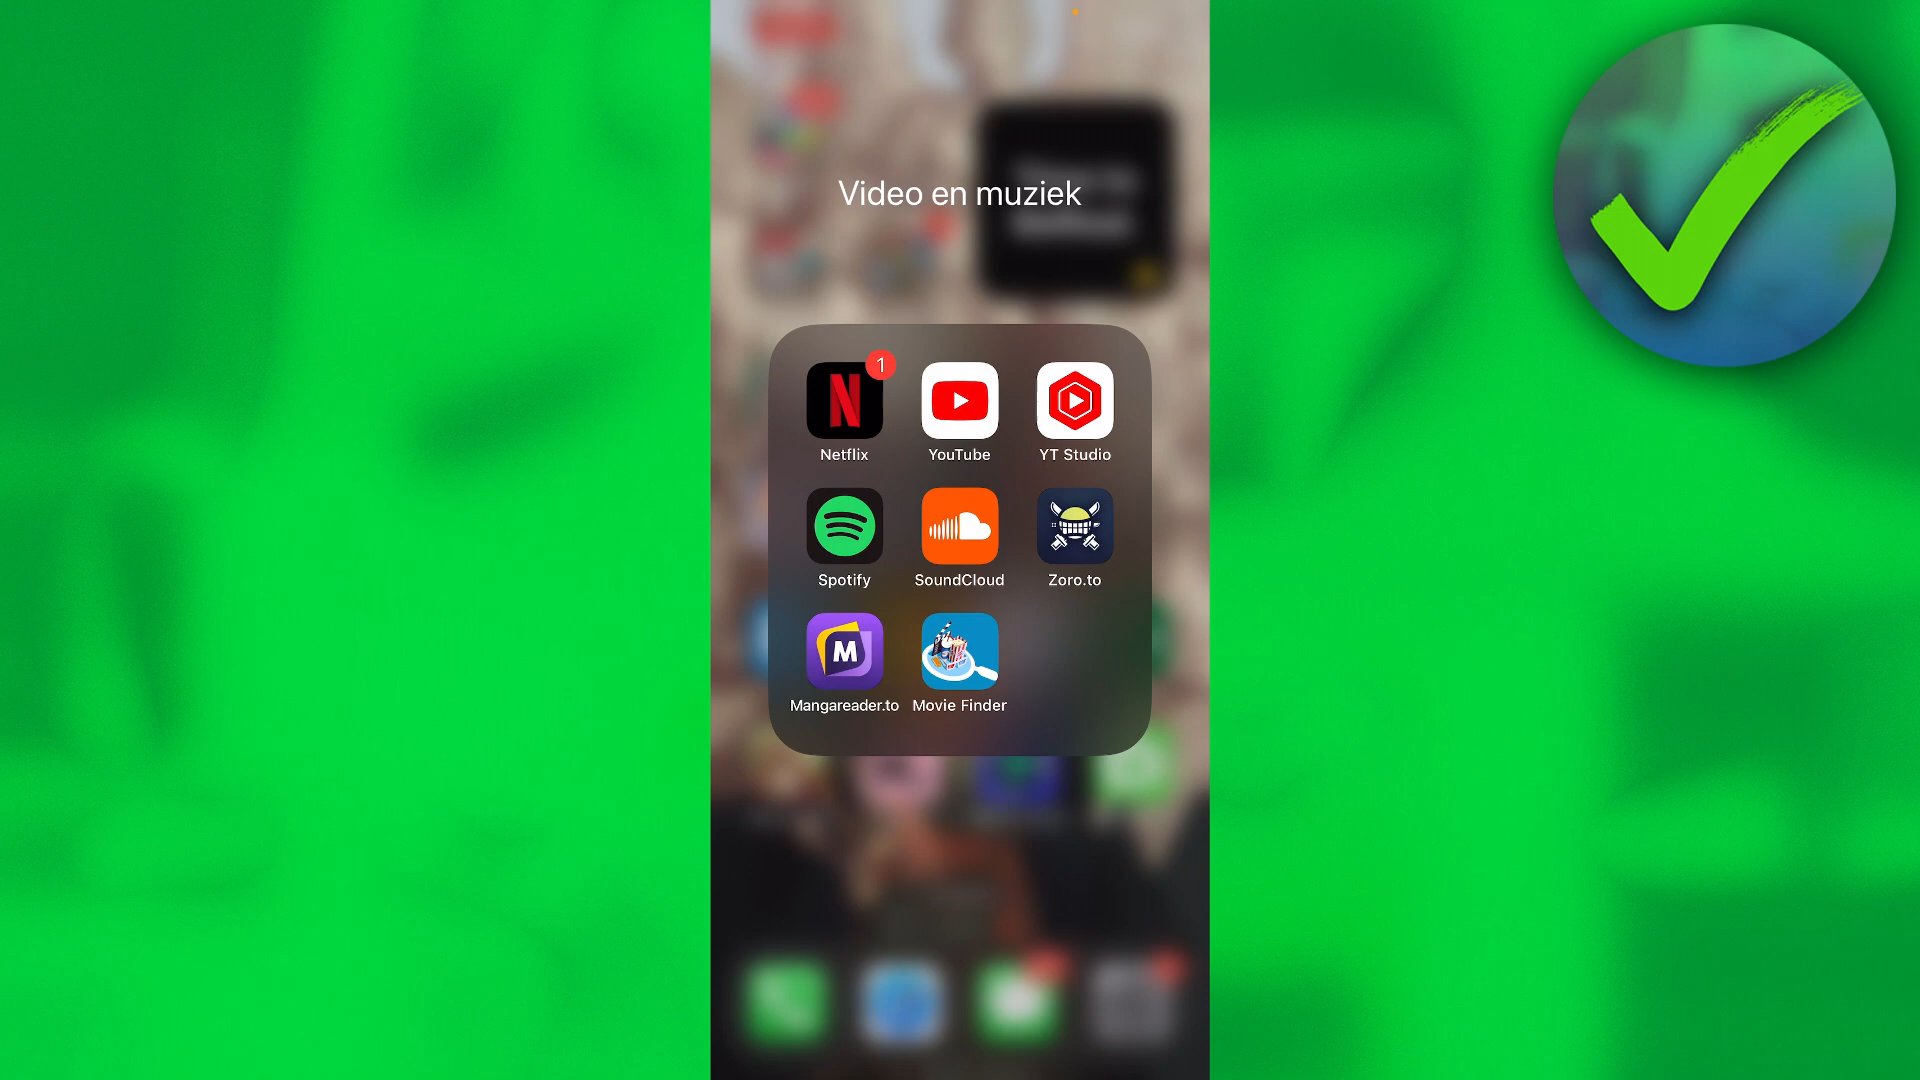 Video en muziek
1
Netflix
YouTube
YT Studio
Spotify
SoundCloud
Zoro.to
M
Mangareader.to
Movie Finder